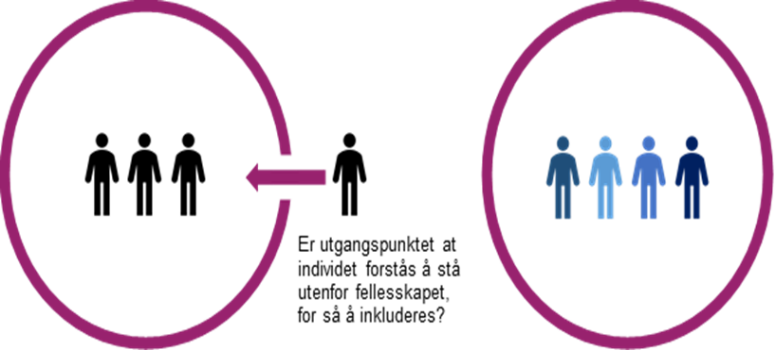 Er utgangspunktet at
individet forstås å stå
utenfor fellesskapet,
for så å inkluderes?